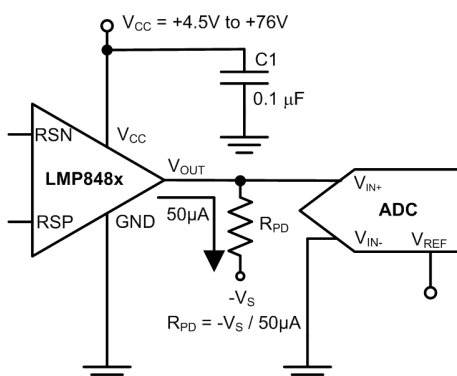 V_CC = +4.5V to +76V
C1
0.1 µF
RSN
V_CC
LMP848x
V_OUT
RSP
GND
50µA
R_PD
-V_S
R_PD = -V_S / 50µA
V_IN+
ADC
V_IN-
V_REF